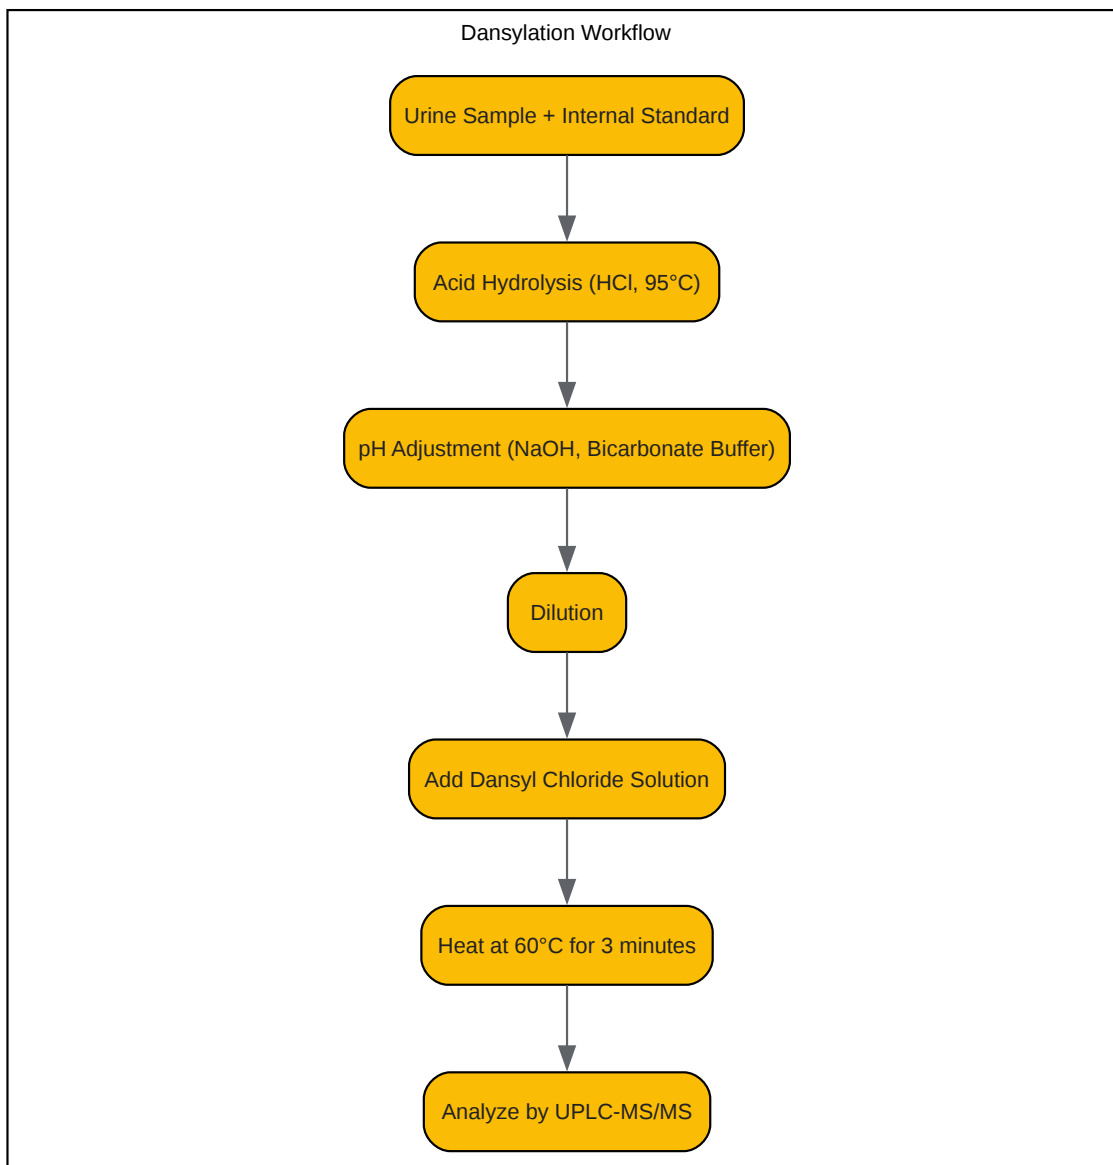 Dansylation Workflow
Urine Sample + Internal Standard
Acid Hydrolysis (HCl, 95°C)
pH Adjustment (NaOH, Bicarbonate Buffer)
Dilution
Add Dansyl Chloride Solution
Heat at 60°C for 3 minutes
Analyze by UPLC-MS/MS